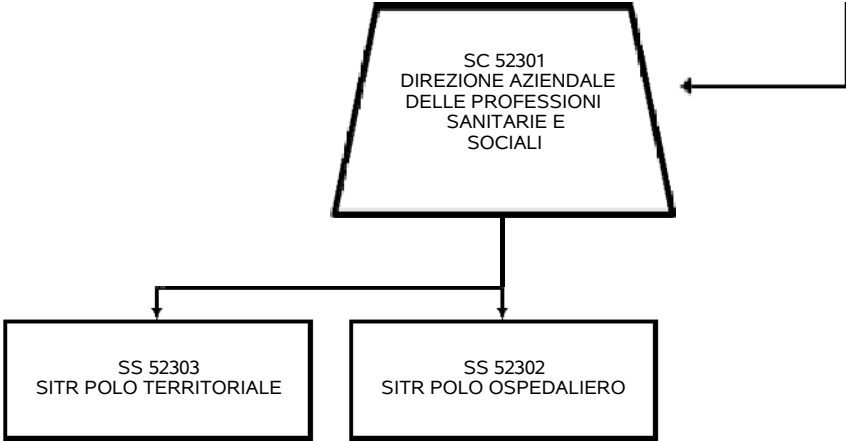 SC 52301
DIREZIONE AZIENDALE
DELLE PROFESSIONI
SANITARIE E
SOCIALI
SS 52303
SITR POLO TERRITORIALE
SS 52302
SITR POLO OSPEDALIERO